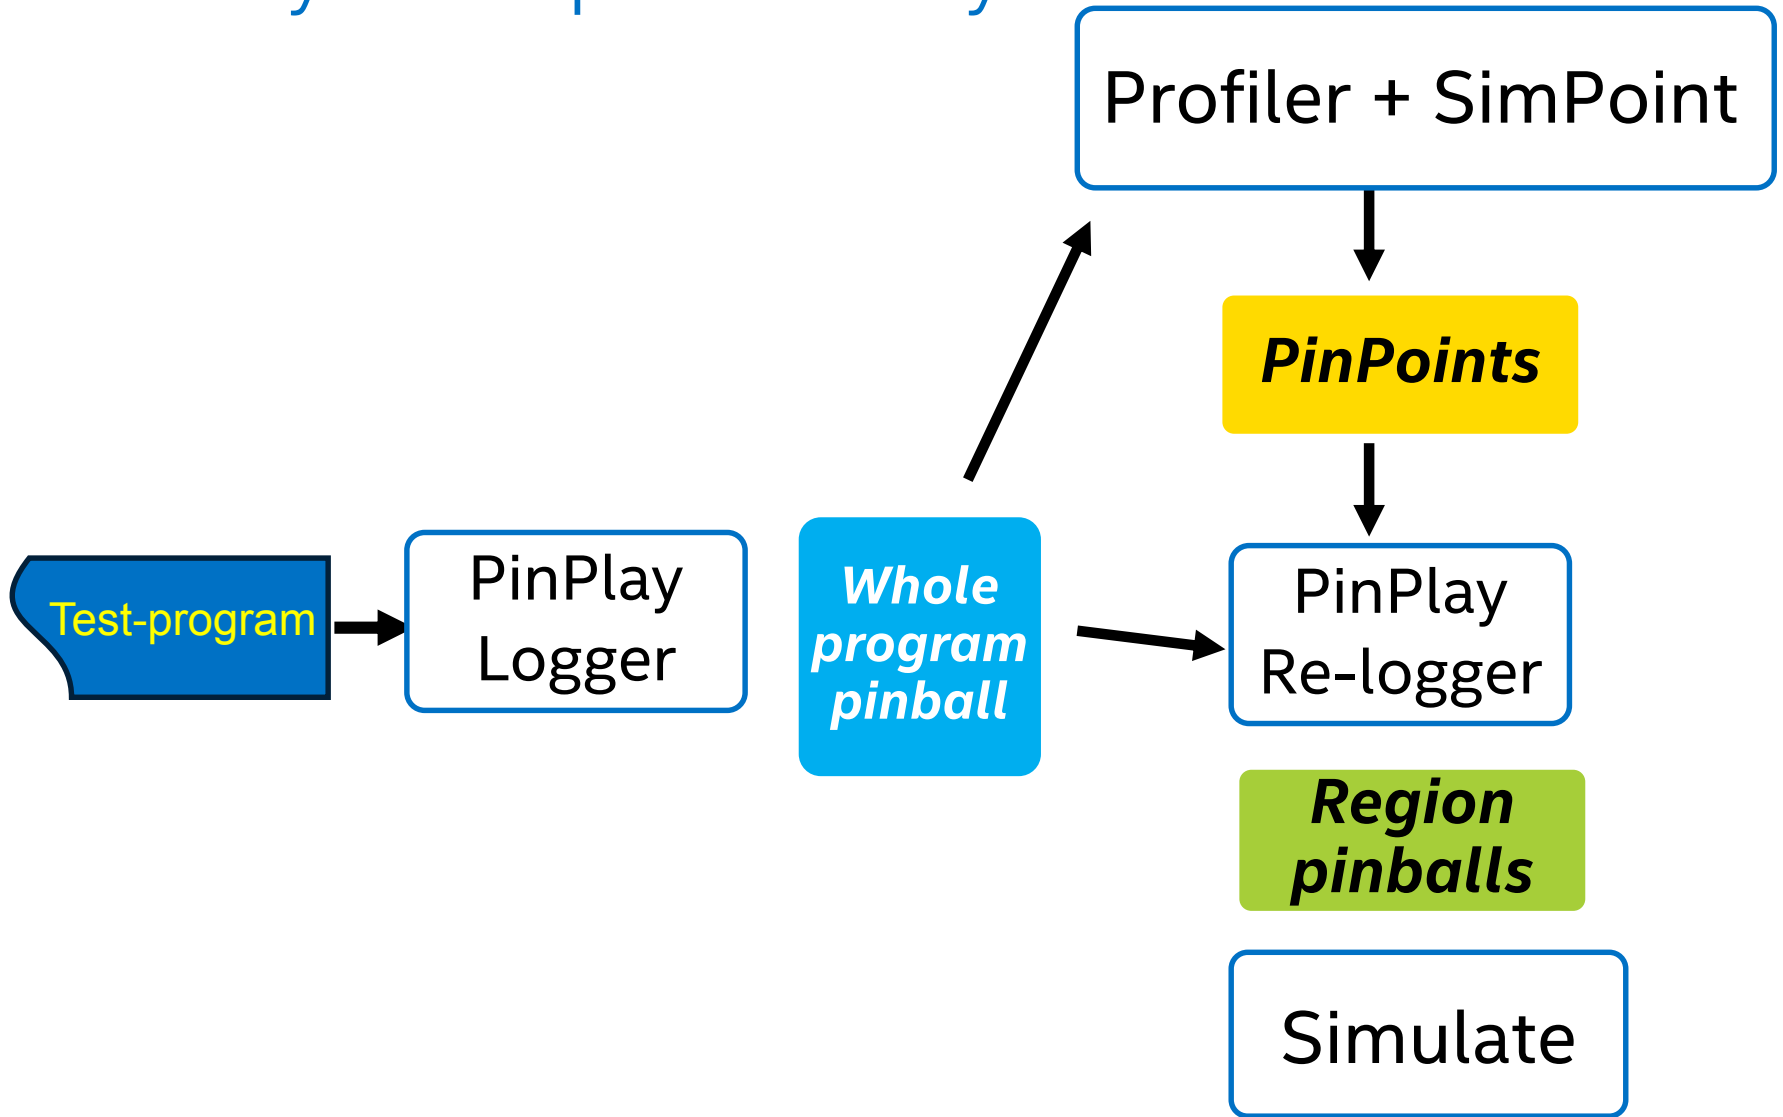 Profiler + SimPoint
PinPoints
Test-program
PinPlay
Logger
Whole
program
pinball
PinPlay
Re-logger
Region
pinballs
Simulate